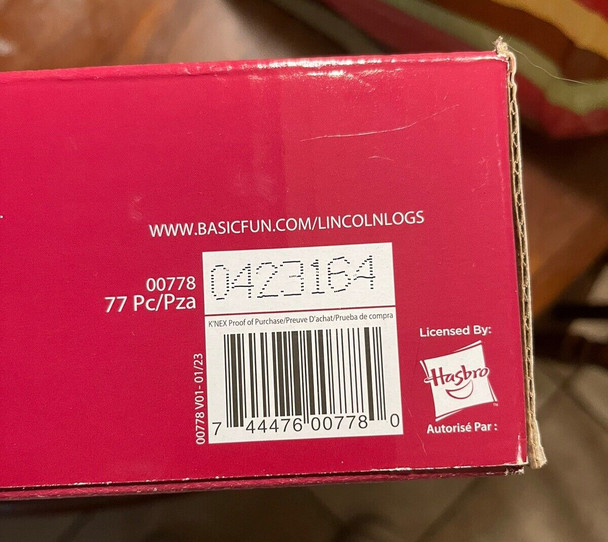 WWW.BASICFUN.COM/LINCOLNLOGS
00778
77 Pc/Pza
0423164
K'NEX Proof of Purchase/Preuve D'achat/Prueba de compra
00778 V01- 01/23
7 44476 00778 0
Licensed By:
Hasbro
™
Autorisé Par :